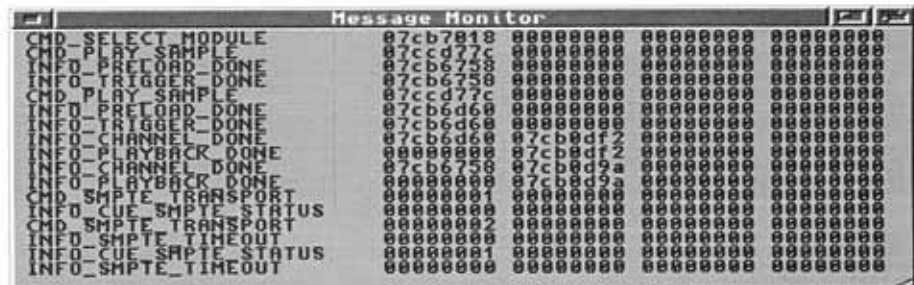 Message Monitor
CMD_SELECT_MODULE 07cb7018 00000000 00000000 00000000
CMD_PLAY_SAMPLE 07ccd77c 00000000 00000000 00000000
INFO_PRELOAD_DONE 07cb6758 00000000 00000000 00000000
INFO_TRIGGER_DONE 07cb6758 00000000 00000000 00000000
CMD_PLAY_SAMPLE 07ccd77c 00000000 00000000 00000000
INFO_PRELOAD_DONE 07cb6d60 00000000 00000000 00000000
INFO_TRIGGER_DONE 07cb6d60 00000000 00000000 00000000
INFO_CHANNEL_DONE 07cb6d60 07cb0df2 00000000 00000000
INFO_PLAYBACK_DONE 00000000 07cb0df2 00000000 00000000
INFO_CHANNEL_DONE 07cb6758 07cb0d9a 00000000 00000000
INFO_PLAYBACK_DONE 00000000 07cb0d9a 00000000 00000000
CMD_SMPTE_TRANSPORT 00000001 00000000 00000000 00000000
INFO_CUE_SMPTE_STATUS 00000000 00000000 00000000 00000000
CMD_SMPTE_TRANSPORT 00000002 00000000 00000000 00000000
INFO_SMPTE_TIMEOUT 00000000 00000000 00000000 00000000
INFO_CUE_SMPTE_STATUS 00000001 00000000 00000000 00000000
INFO_SMPTE_TIMEOUT 00000000 00000000 00000000 00000000